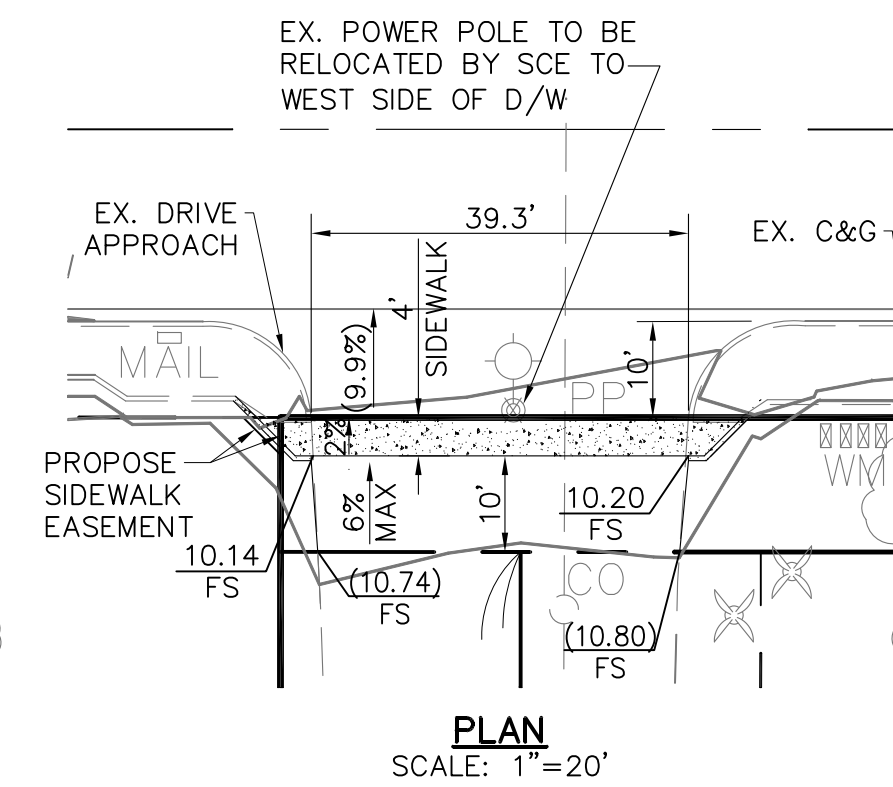 EX. POWER POLE TO BE
RELOCATED BY SCE TO
WEST SIDE OF D/W
EX. DRIVE
APPROACH
39.3'
EX. C&G
4'
SIDEWALK
(9.9%)
10'
MAIL
PP
2%
PROPOSE
SIDEWALK
EASEMENT
6%
MAX
10'
10.20
FS
WM
10.14
FS
(10.74)
FS
CO
(10.80)
FS
PLAN
SCALE: 1"=20'